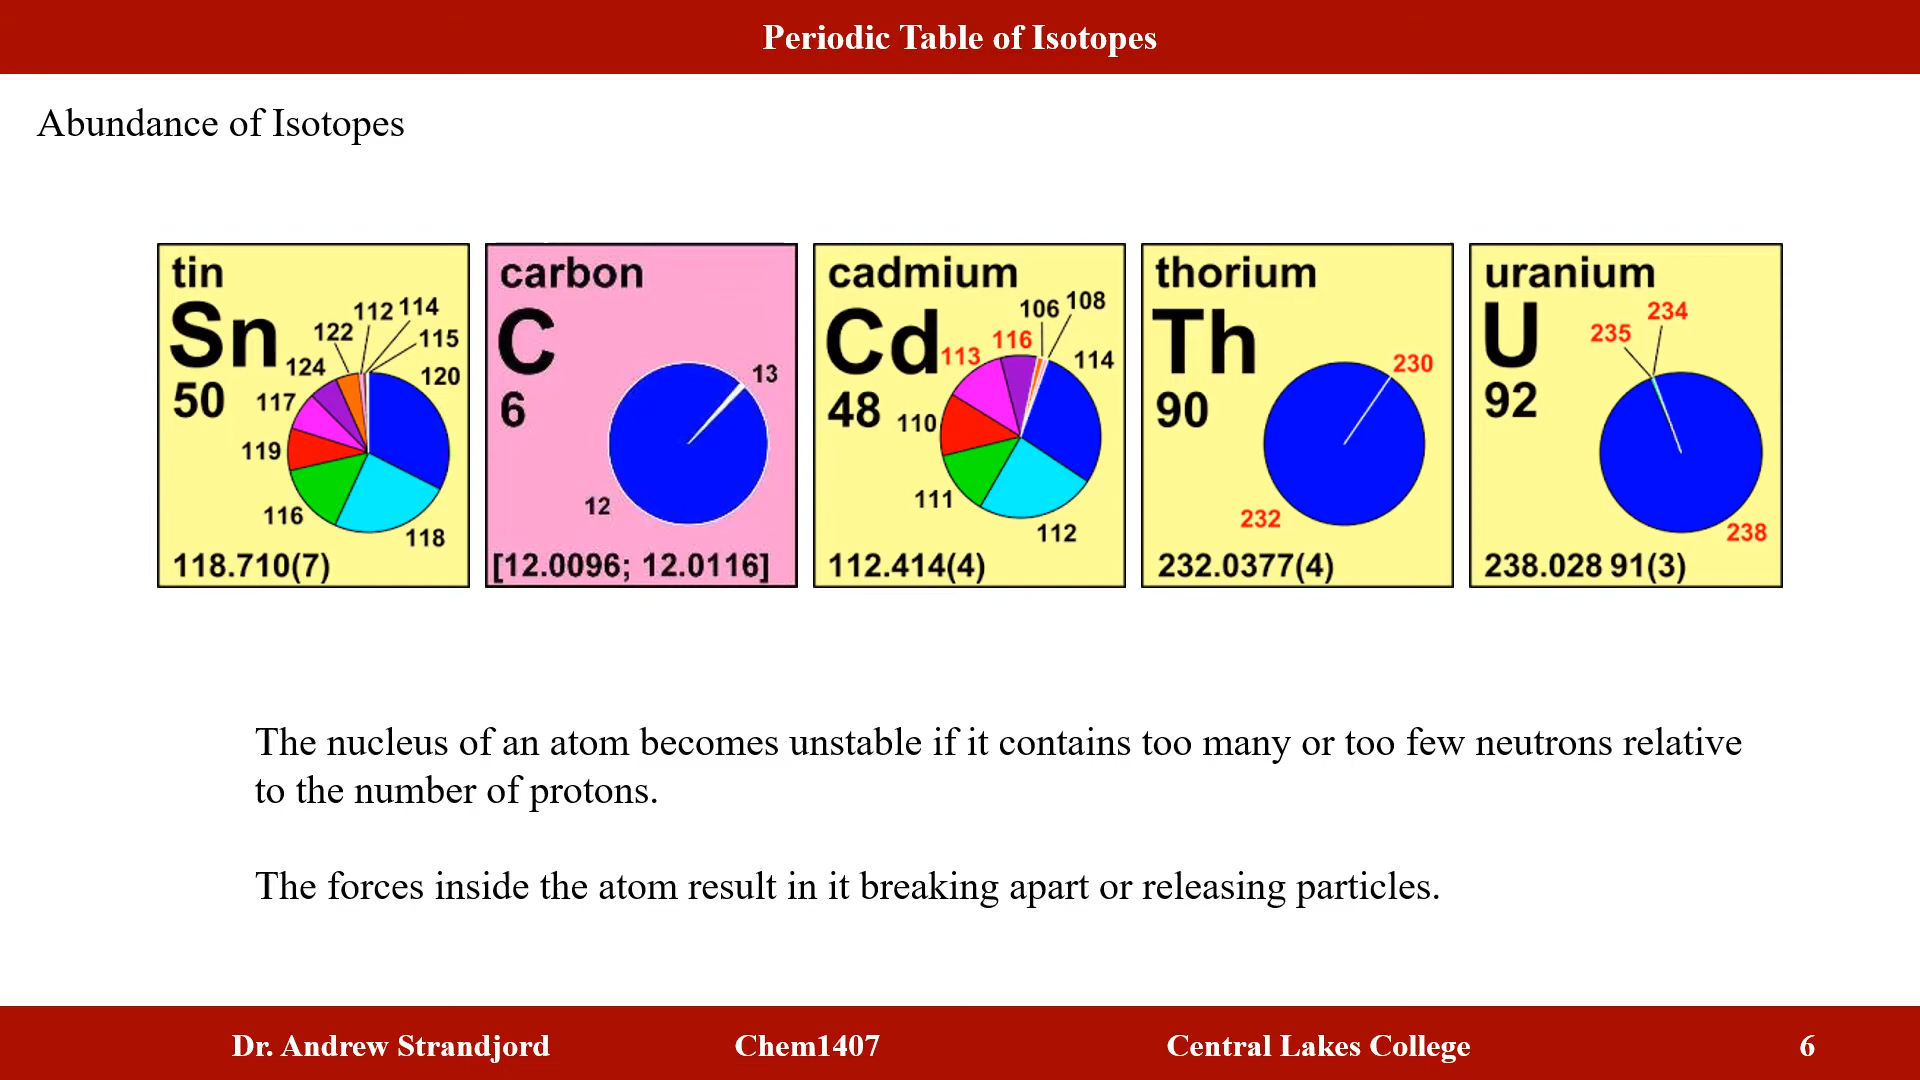 Periodic Table of Isotopes
Abundance of Isotopes
tin
Sn
50
112
114
122
115
124
120
117
119
116
118
118.710(7)
carbon
C
6
13
12
[12.0096; 12.0116]
cadmium
Cd
48
106
108
116
113
114
110
111
112
112.414(4)
thorium
Th
90
230
232
232.0377(4)
uranium
U
92
234
235
238
238.028 91(3)
The nucleus of an atom becomes unstable if it contains too many or too few neutrons relative
to the number of protons.
The forces inside the atom result in it breaking apart or releasing particles.
Dr. Andrew Strandjord Chem1407 Central Lakes College 6